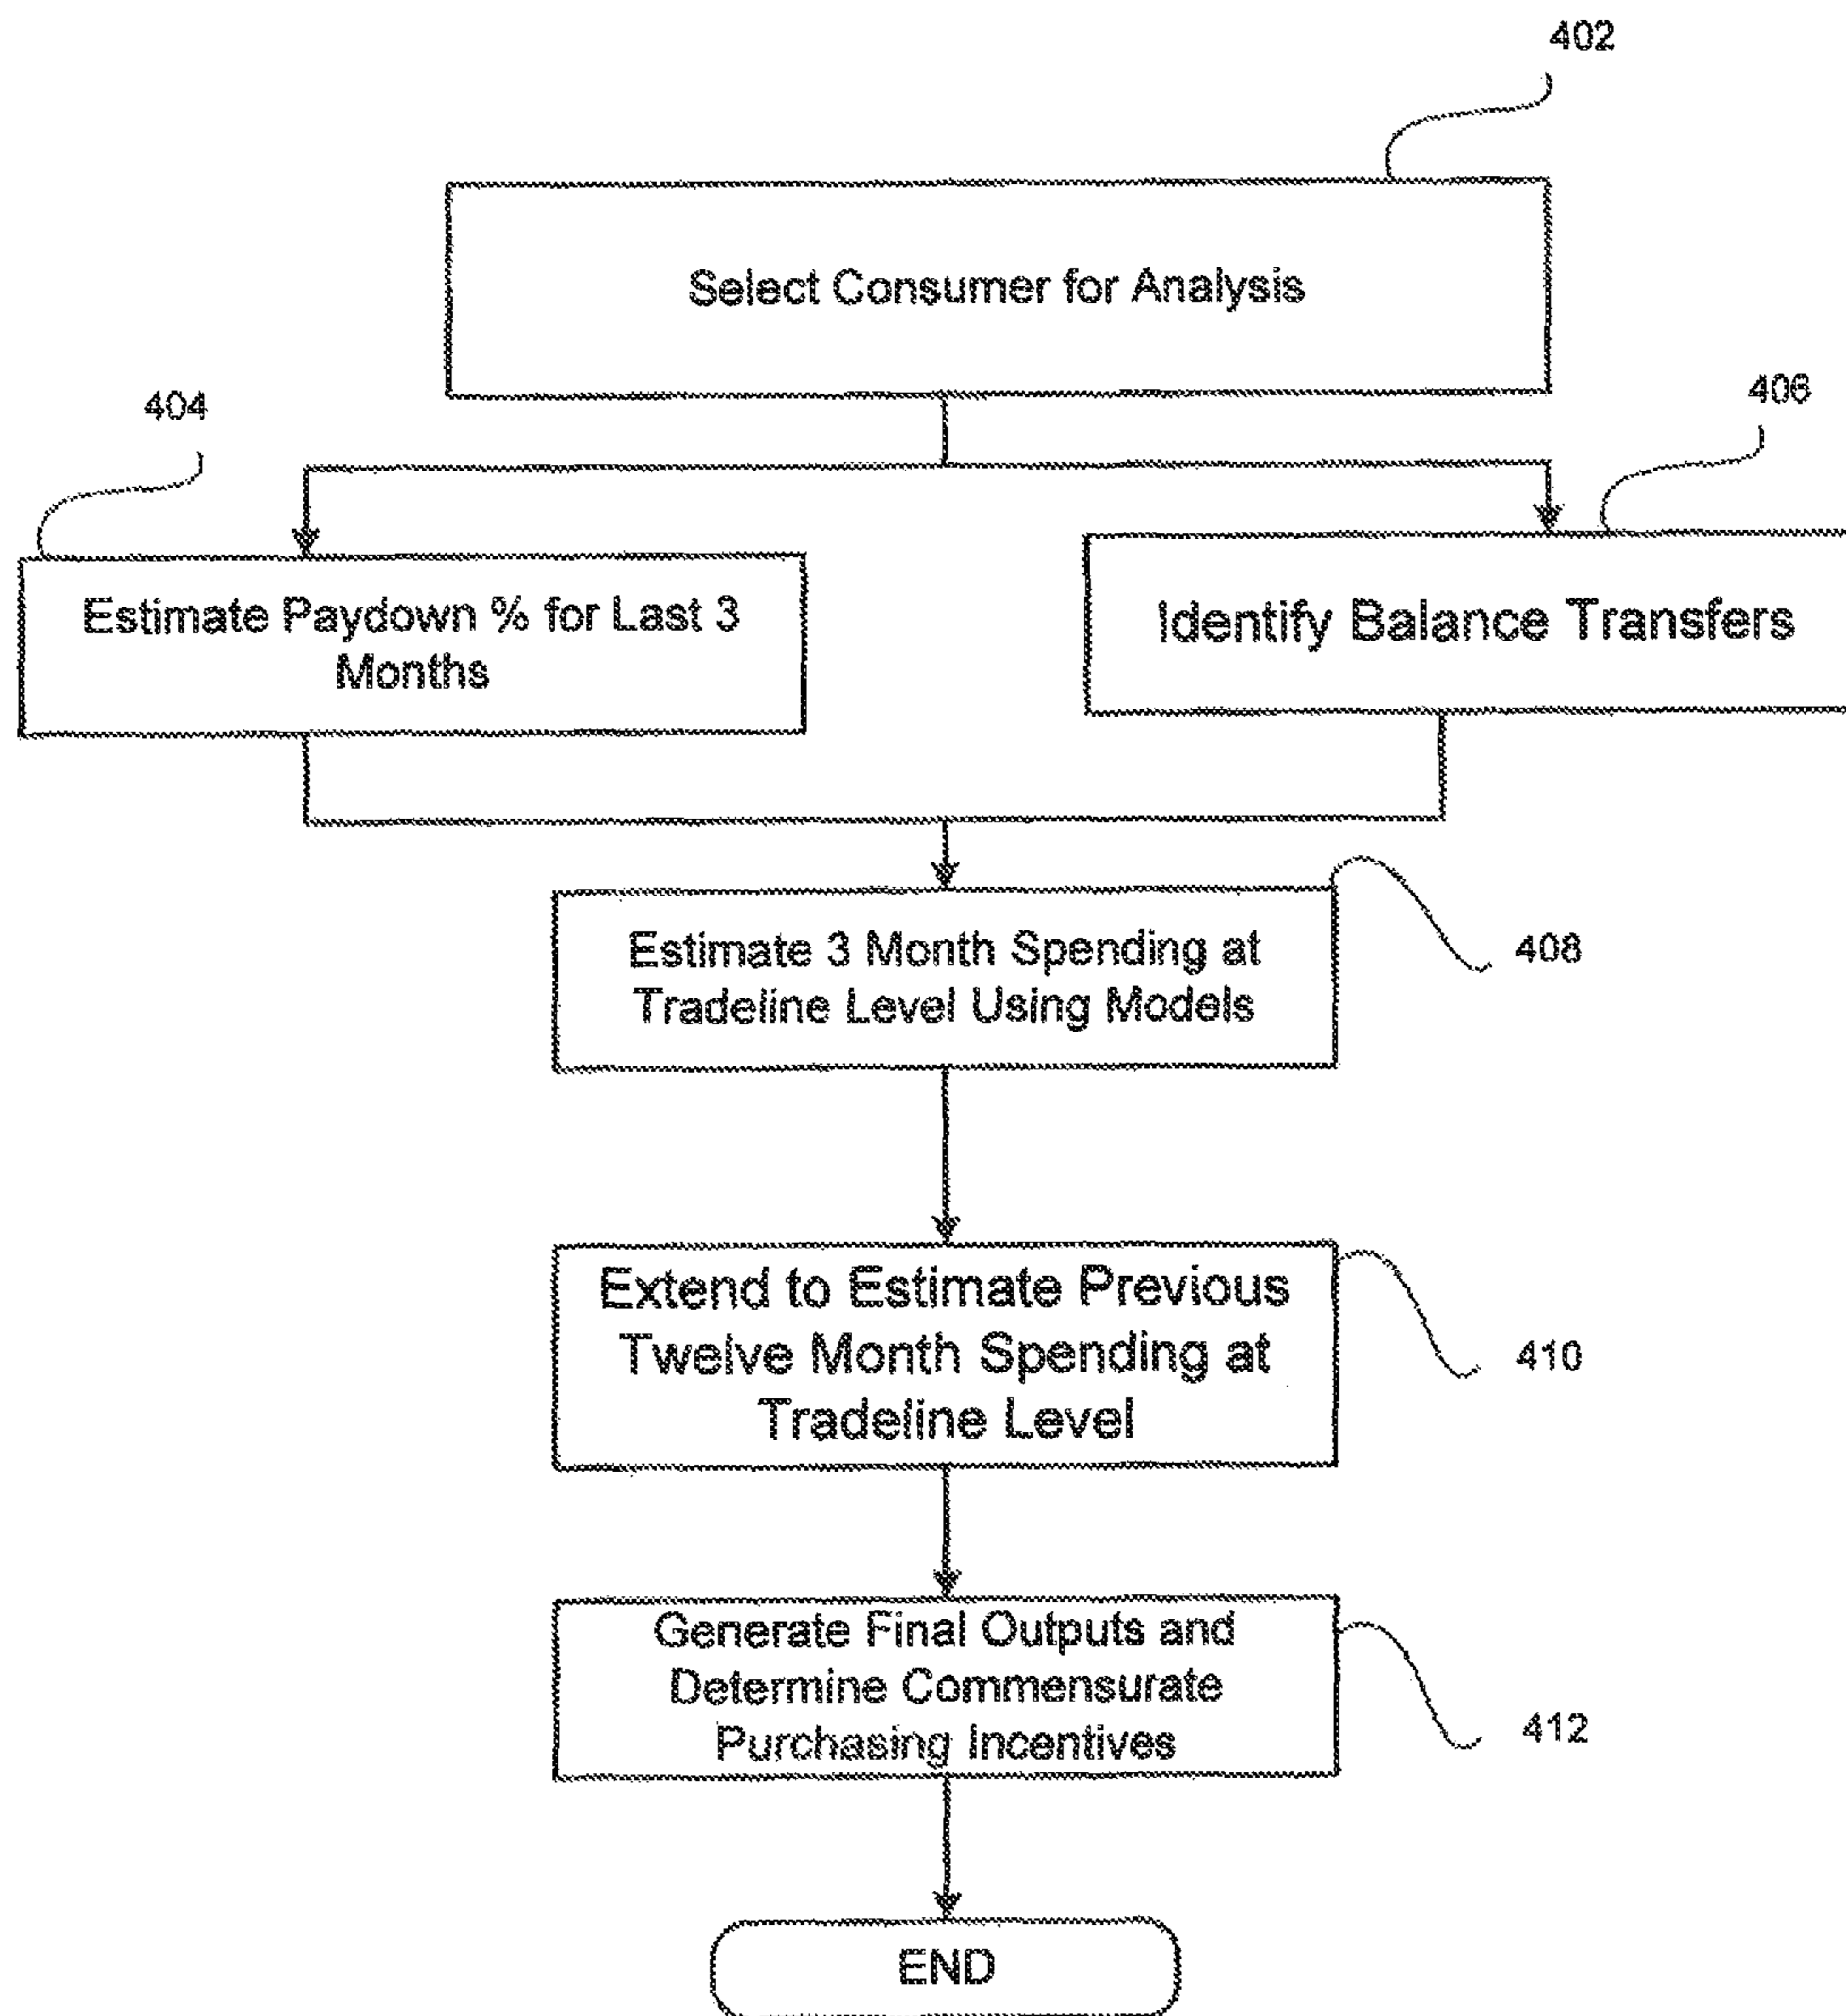 402
Select Consumer for Analysis
404
406
Estimate Paydown % for Last 3
Months
Identify Balance Transfers
Estimate 3 Month Spending at
Tradeline Level Using Models
408
Extend to Estimate Previous
Twelve Month Spending at
Tradeline Level
410
Generate Final Outputs and
Determine Commensurate
Purchasing Incentives
412
END